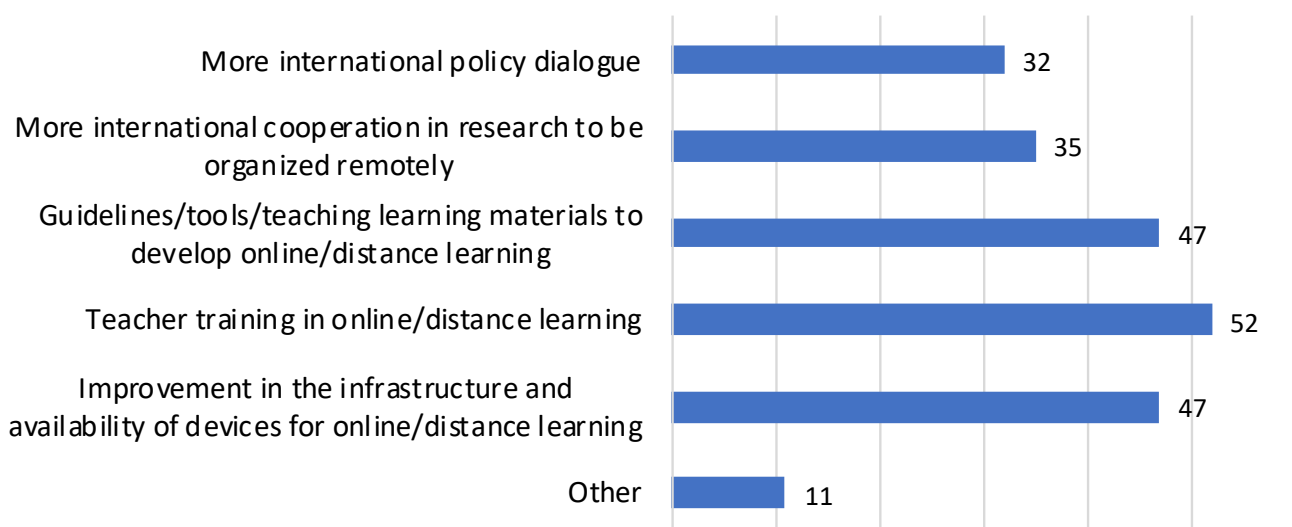 More international policy dialogue
32
More international cooperation in research to be
organized remotely
35
Guidelines/tools/teaching learning materials to
develop online/distance learning
47
Teacher training in online/distance learning
52
Improvement in the infrastructure and
availability of devices for online/distance learning
47
Other
11